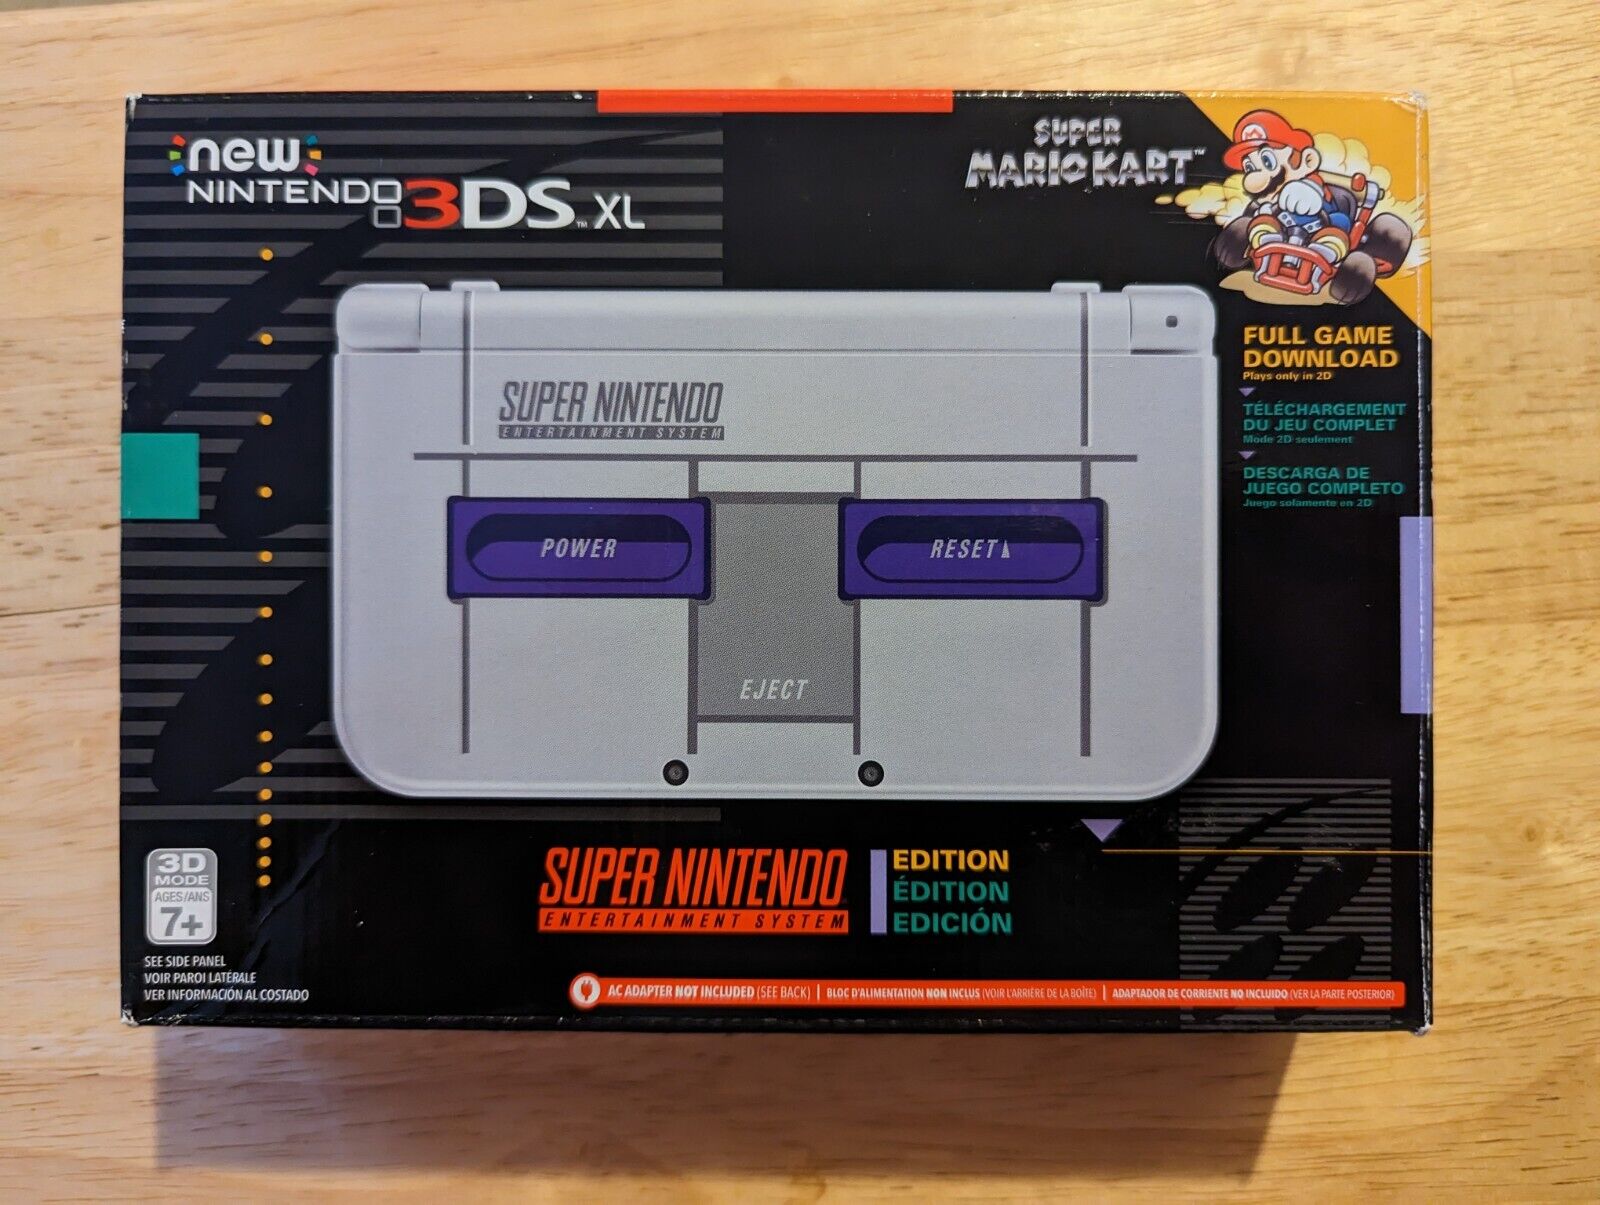 new
NINTENDO 3DS™ XL
SUPER
MARIO KART™
FULL GAME
DOWNLOAD
Plays only in 2D
TÉLÉCHARGEMENT
DU JEU COMPLET
Mode 2D seulement
DESCARGA DE
JUEGO COMPLETO
Juego solamente en 2D
SUPER NINTENDO
ENTERTAINMENT SYSTEM
POWER
RESET
EJECT
3D
MODE
AGES/ANS
7+
SEE SIDE PANEL
VOIR PAROI LATÉRALE
VER INFORMACIÓN AL COSTADO
SUPER NINTENDO
ENTERTAINMENT SYSTEM
EDITION
ÉDITION
EDICIÓN
AC ADAPTER NOT INCLUDED (SEE BACK) | BLOC D'ALIMENTATION NON INCLUS (VOIR L'ARRIÈRE DE LA BOÎTE) | ADAPTADOR DE CORRIENTE NO INCLUIDO (VER LA PARTE POSTERIOR)